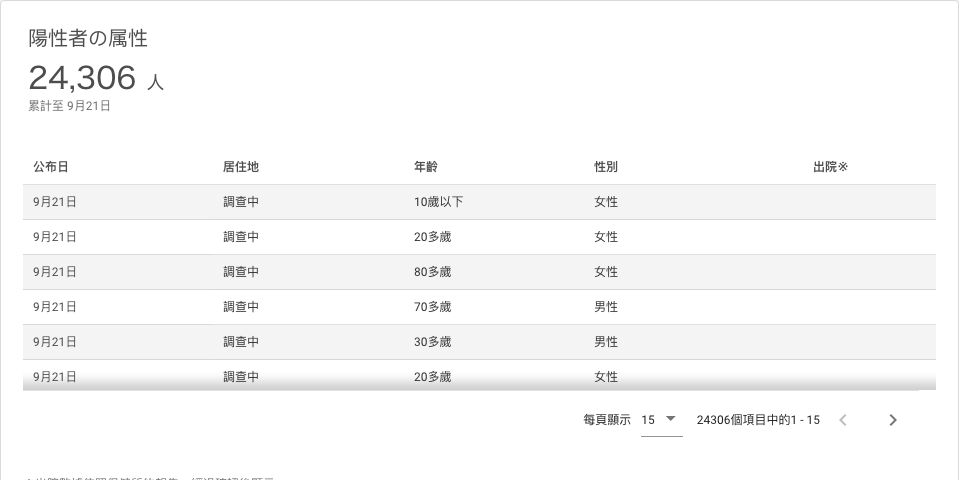 陽性者の属性
24,306 人
累計至 9月21日
公布日 居住地 年齡 性別 出院※
9月21日 調查中 10歲以下 女性
9月21日 調查中 20多歲 女性
9月21日 調查中 80多歲 女性
9月21日 調查中 70多歲 男性
9月21日 調查中 30多歲 男性
9月21日 調查中 20多歲 女性
每頁顯示 15 24306個項目中的1 - 15